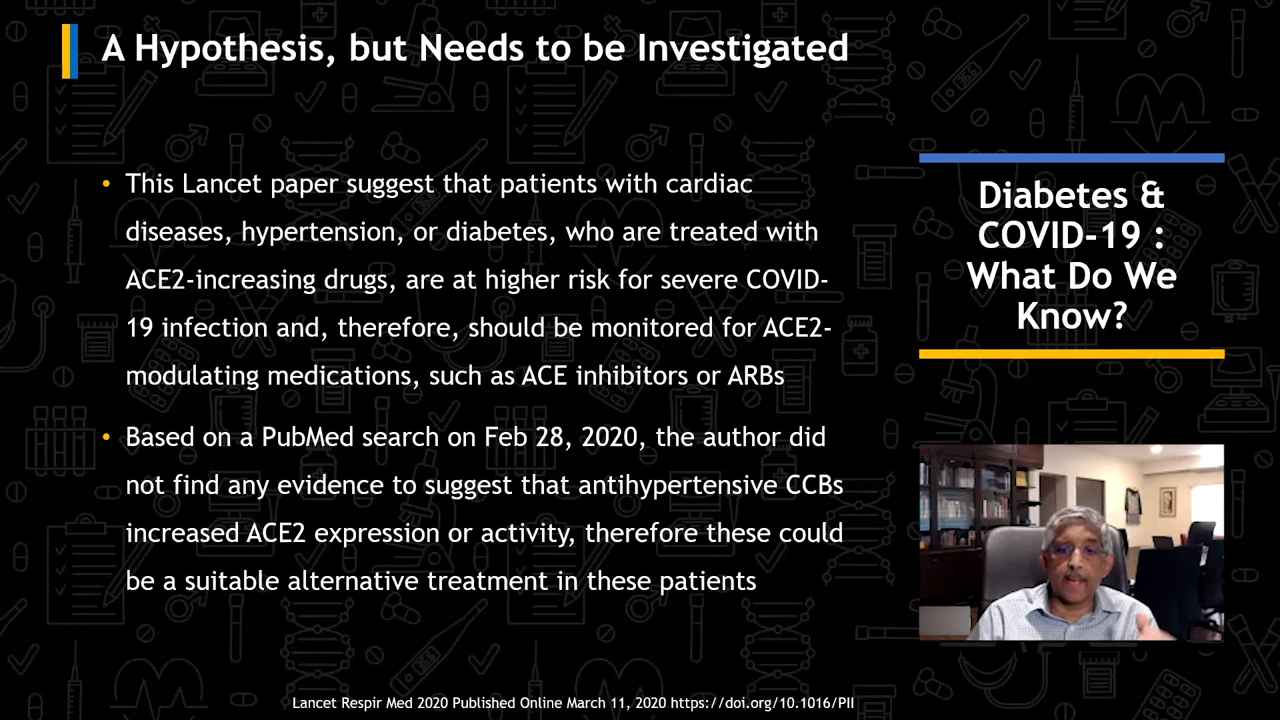 A Hypothesis, but Needs to be Investigated
• This Lancet paper suggest that patients with cardiac
diseases, hypertension, or diabetes, who are treated with
ACE2-increasing drugs, are at higher risk for severe COVID-
19 infection and, therefore, should be monitored for ACE2-
modulating medications, such as ACE inhibitors or ARBs
• Based on a PubMed search on Feb 28, 2020, the author did
not find any evidence to suggest that antihypertensive CCBs
increased ACE2 expression or activity, therefore these could
be a suitable alternative treatment in these patients
Diabetes &
COVID-19 :
What Do We
Know?
Lancet Respir Med 2020 Published Online March 11, 2020 https://doi.org/10.1016/PII